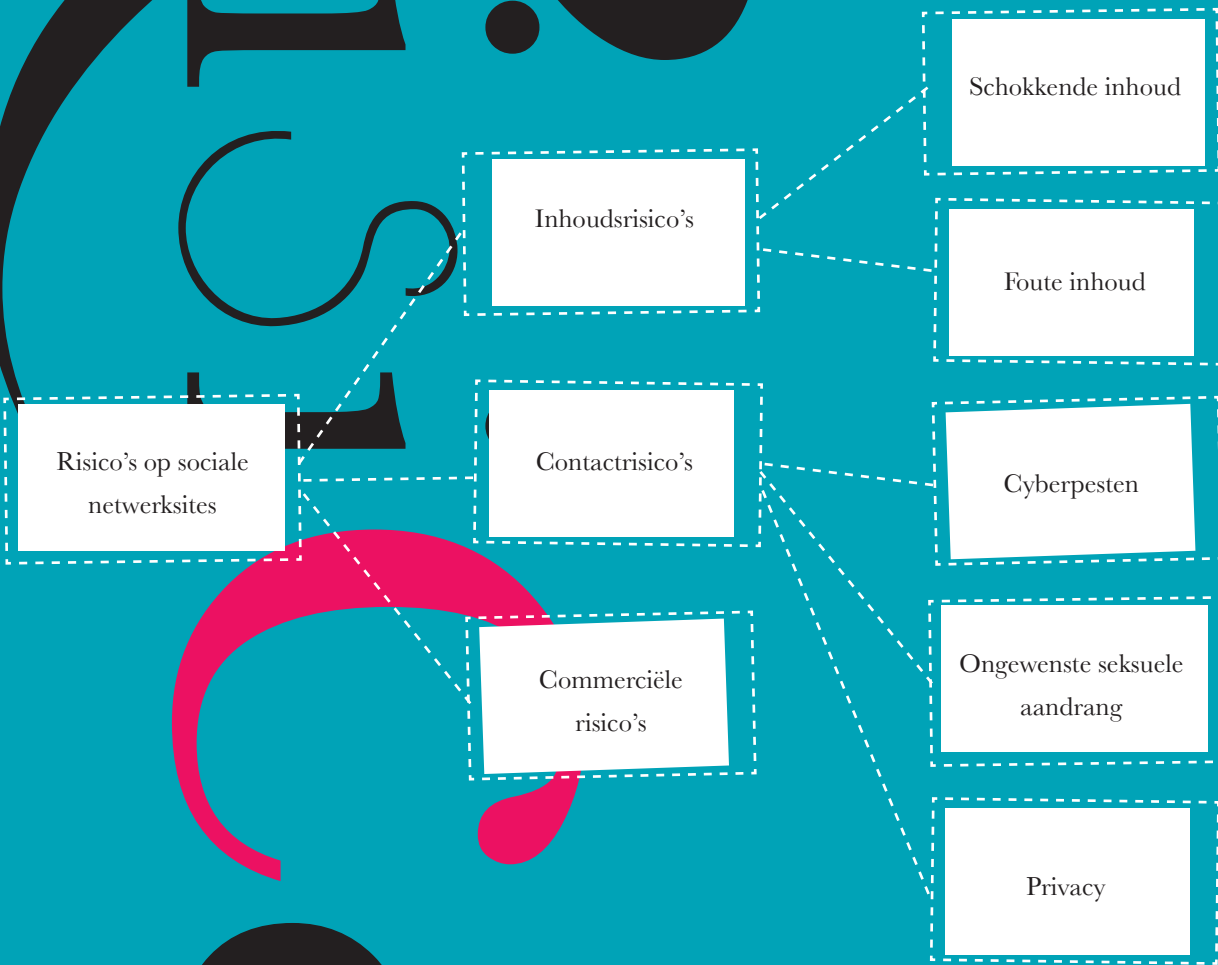 Risico’s op sociale
netwerksites
Inhoudsrisico’s
Contactrisico’s
Commerciële
risico’s
Schokkende inhoud
Foute inhoud
Cyberpesten
Ongewenste seksuele
aandrang
Privacy